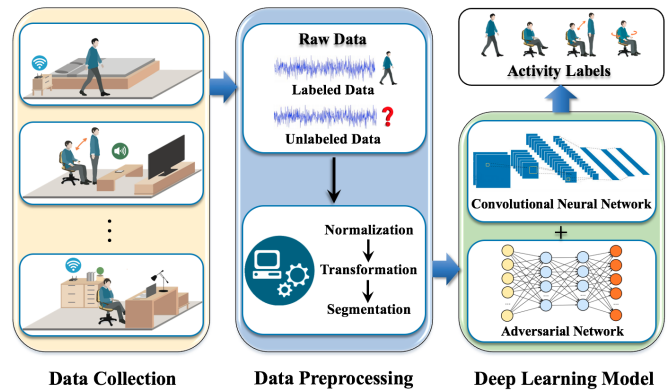 Raw Data
Labeled Data
?
Unlabeled Data
Normalization
Transformation
Segmentation
Activity Labels
Convolutional Neural Network
+
Adversarial Network
Data Collection
Data Preprocessing
Deep Learning Model